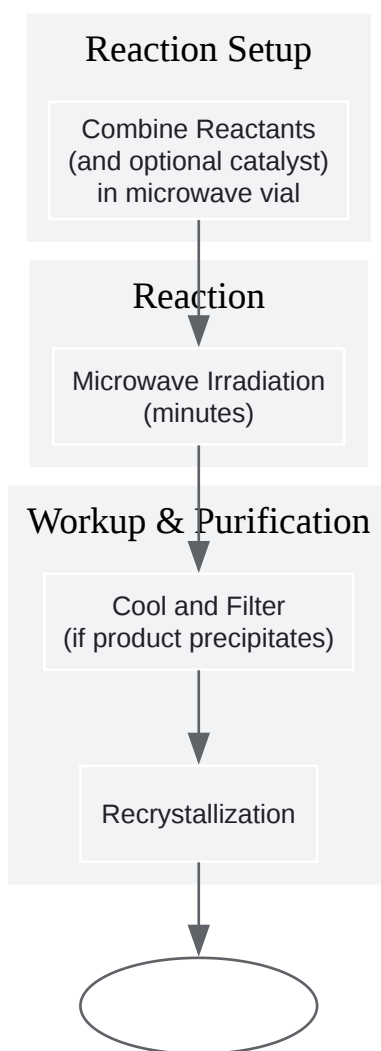 Reaction Setup
Combine Reactants
(and optional catalyst)
in microwave vial
Reaction
Microwave Irradiation
(minutes)
Workup & Purification
Cool and Filter
(if product precipitates)
Recrystallization